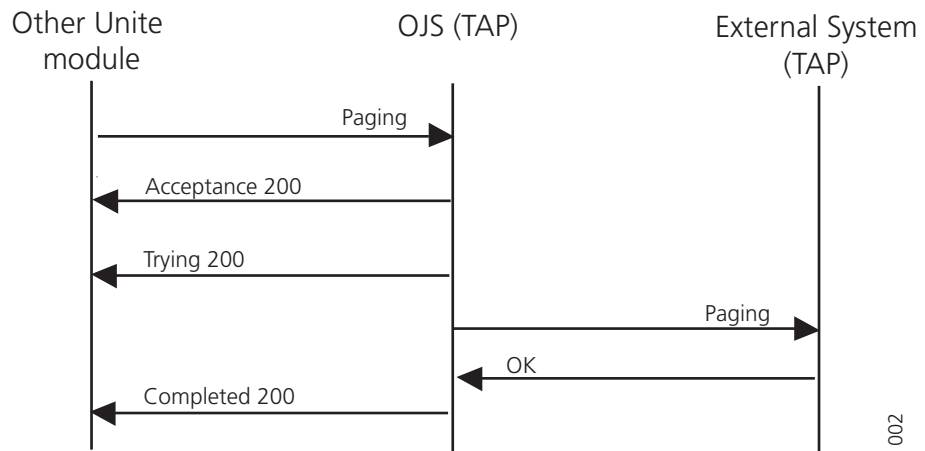 Other Unite
module
OJS (TAP)
External System
(TAP)
Paging
Acceptance 200
Trying 200
Paging
OK
Completed 200
002